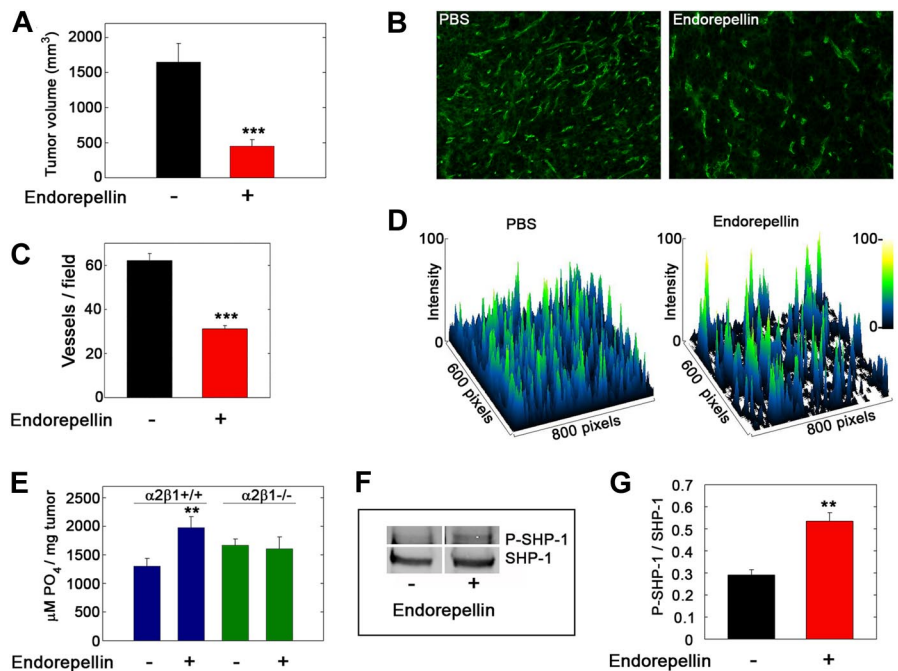 A
Tumor volume (mm³)
2000
1500
1000
500
0
***
Endorepellin - +
B
PBS
Endorepellin
C
Vessels / field
60
40
20
0
***
Endorepellin - +
D
PBS
Endorepellin
100
Intensity
0
600 pixels
800 pixels
100
Intensity
0
600 pixels
800 pixels
100
0
E
α2β1+/+ α2β1-/-
µM PO₄ / mg tumor
2500
2000
1500
1000
500
0
**
Endorepellin - + - +
F
P-SHP-1
SHP-1
- +
Endorepellin
G
P-SHP-1 / SHP-1
0.7
0.6
0.5
0.4
0.3
0.2
0.1
0
**
Endorepellin - +